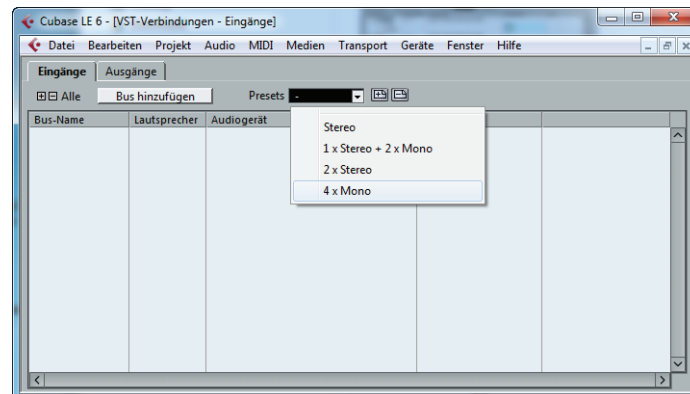 Cubase LE 6 - [VST-Verbindungen - Eingänge]
Datei Bearbeiten Projekt Audio MIDI Medien Transport Geräte Fenster Hilfe
Eingänge Ausgänge
Alle Bus hinzufügen Presets -
Bus-Name Lautsprecher Audiogerät
Stereo
1 x Stereo + 2 x Mono
2 x Stereo
4 x Mono